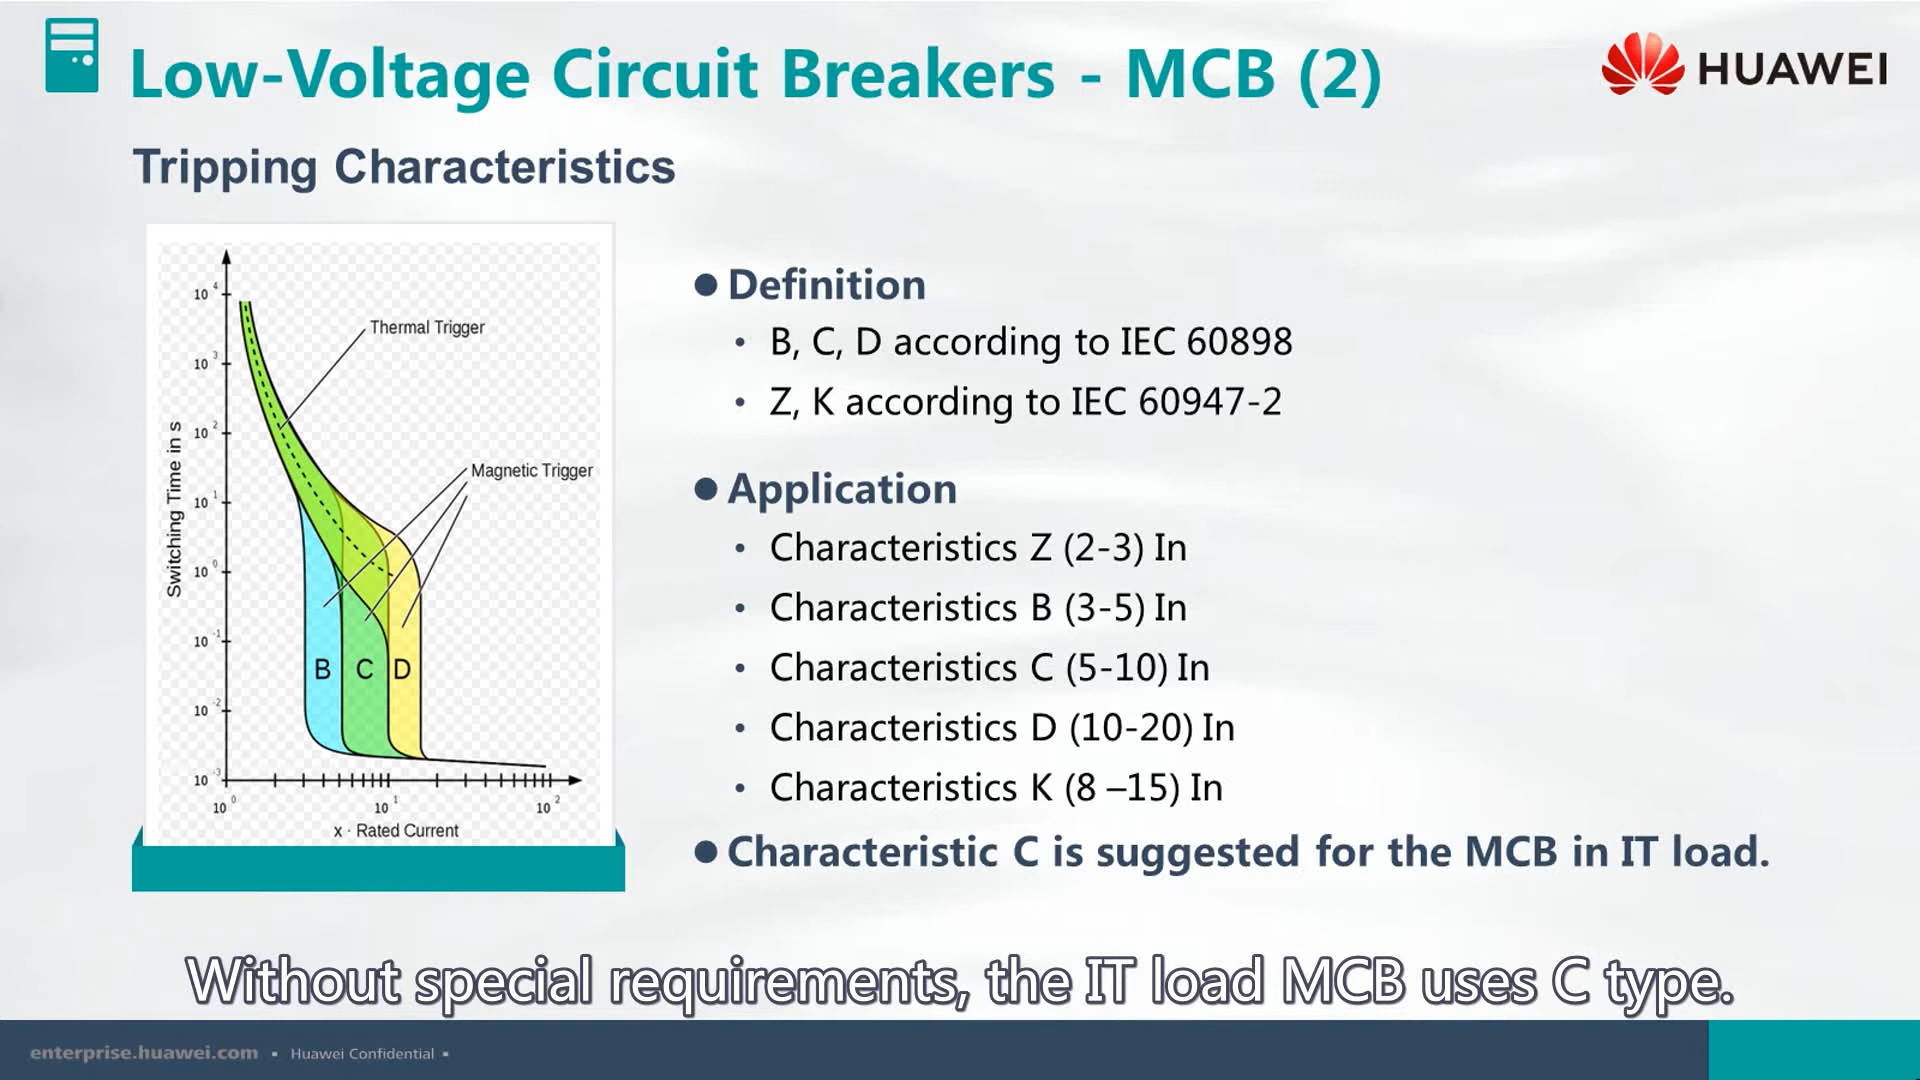 Low-Voltage Circuit Breakers - MCB (2)
HUAWEI
Tripping Characteristics
10 4
10 3
10 2
10 1
10 0
10 -1
10 -2
10 -3
Switching Time in s
Thermal Trigger
Magnetic Trigger
B C D
10 0
10 1
10 2
x · Rated Current
● Definition
• B, C, D according to IEC 60898
• Z, K according to IEC 60947-2
● Application
• Characteristics Z (2-3) In
• Characteristics B (3-5) In
• Characteristics C (5-10) In
• Characteristics D (10-20) In
• Characteristics K (8 –15) In
● Characteristic C is suggested for the MCB in IT load.
Without special requirements, the IT load MCB uses C type.
enterprise.huawei.com ▪ Huawei Confidential ▪